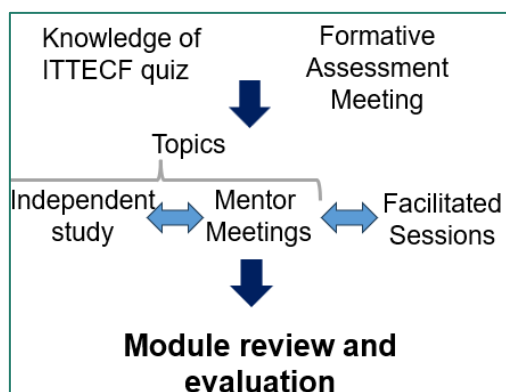 Knowledge of
ITTECF quiz
Formative
Assessment
Meeting
Topics
Independent
study
Mentor
Meetings
Facilitated
Sessions
Module review and
evaluation